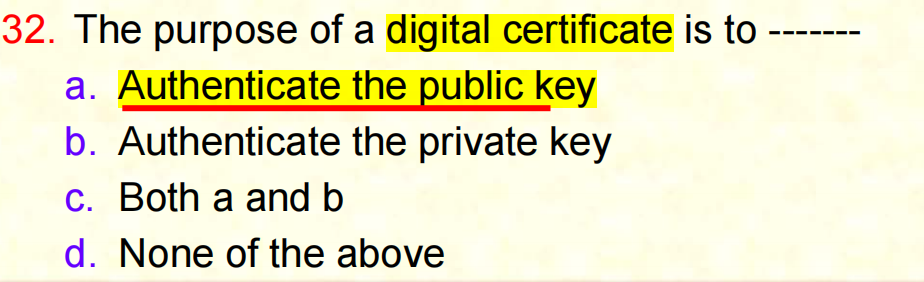 32. The purpose of a digital certificate is to -------
a. Authenticate the public key
b. Authenticate the private key
c. Both a and b
d. None of the above